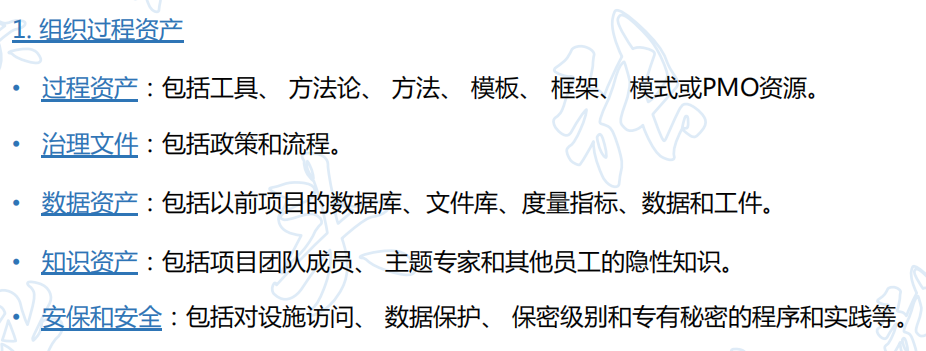 1. 组织过程资产
• 过程资产：包括工具、 方法论、 方法、 模板、 框架、 模式或PMO资源。
• 治理文件：包括政策和流程。
• 数据资产：包括以前项目的数据库、文件库、度量指标、数据和工件。
• 知识资产：包括项目团队成员、 主题专家和其他员工的隐性知识。
• 安保和安全：包括对设施访问、 数据保护、 保密级别和专有秘密的程序和实践等。